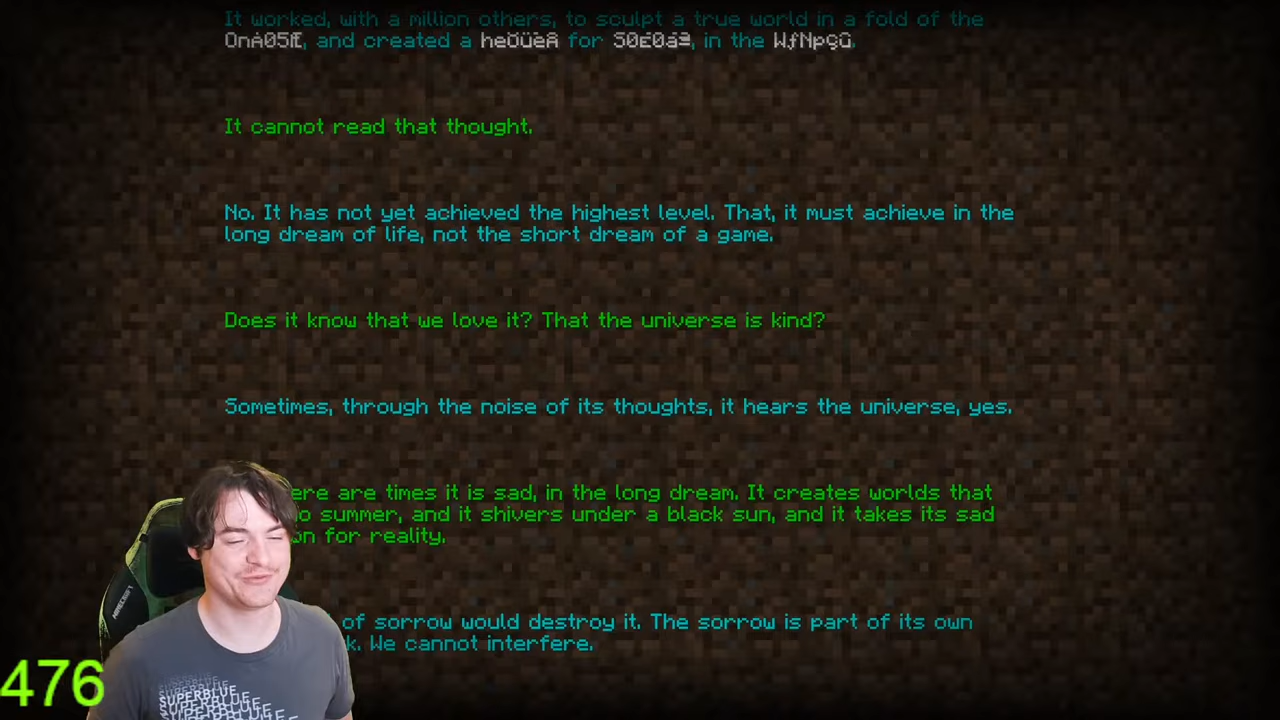 It worked, with a million others, to sculpt a true world in a fold of the
and created a for in the
It cannot read that thought.
No. It has not yet achieved the highest level. That, it must achieve in the
long dream of life, not the short dream of a game.
Does it know that we love it? That the universe is kind?
Sometimes, through the noise of its thoughts, it hears the universe, yes.
are times it is sad, in the long dream. It creates worlds that
summer, and it shivers under a black sun, and it takes its sad
for reality.
of sorrow would destroy it. The sorrow is part of its own
We cannot interfere.
MINECRAFT
SUPERBLUE
SUPERBLUE
SUPERBLUE
476